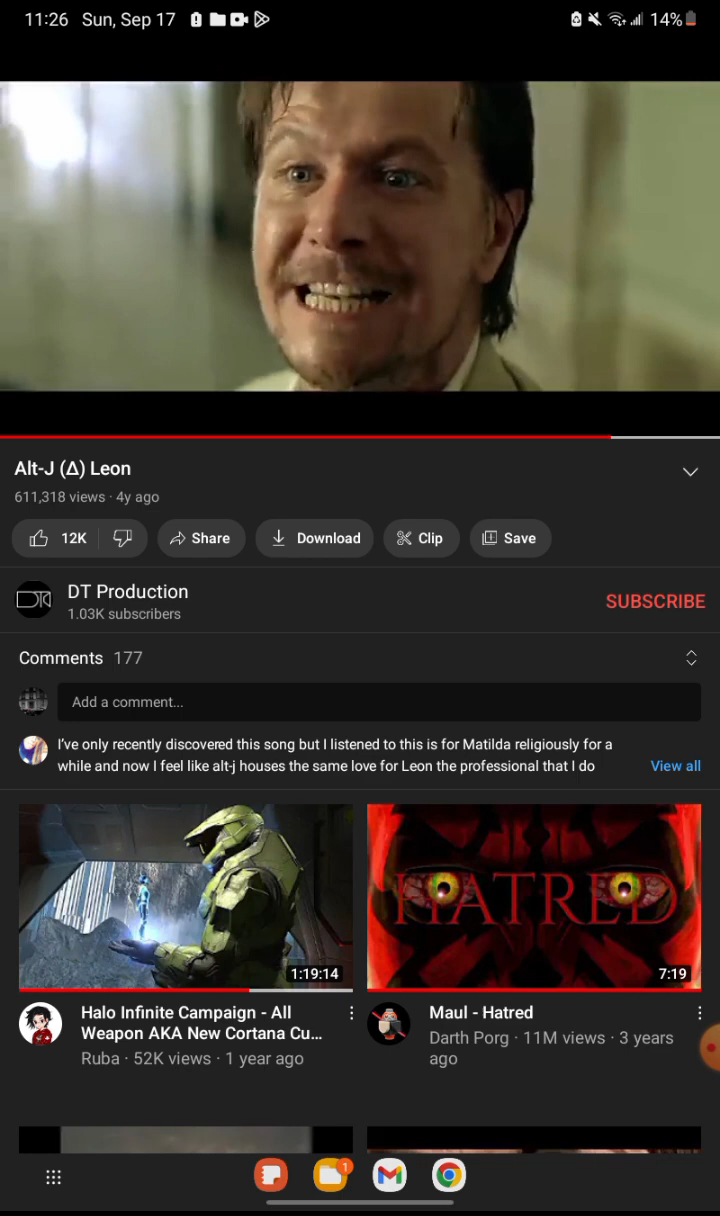 11:26 Sun, Sep 17
14%
Alt-J (∆) Leon
611,318 views · 4y ago
12K
Share
Download
Clip
Save
DT Production
1.03K subscribers
SUBSCRIBE
Comments 177
Add a comment...
I've only recently discovered this song but I listened to this is for Matilda religiously for a
while and now I feel like alt-j houses the same love for Leon the professional that I do
View all
1:19:14
HATRED
7:19
Halo Infinite Campaign - All
Weapon AKA New Cortana Cu...
Ruba · 52K views · 1 year ago
Maul - Hatred
Darth Porg · 11M views · 3 years
ago
1